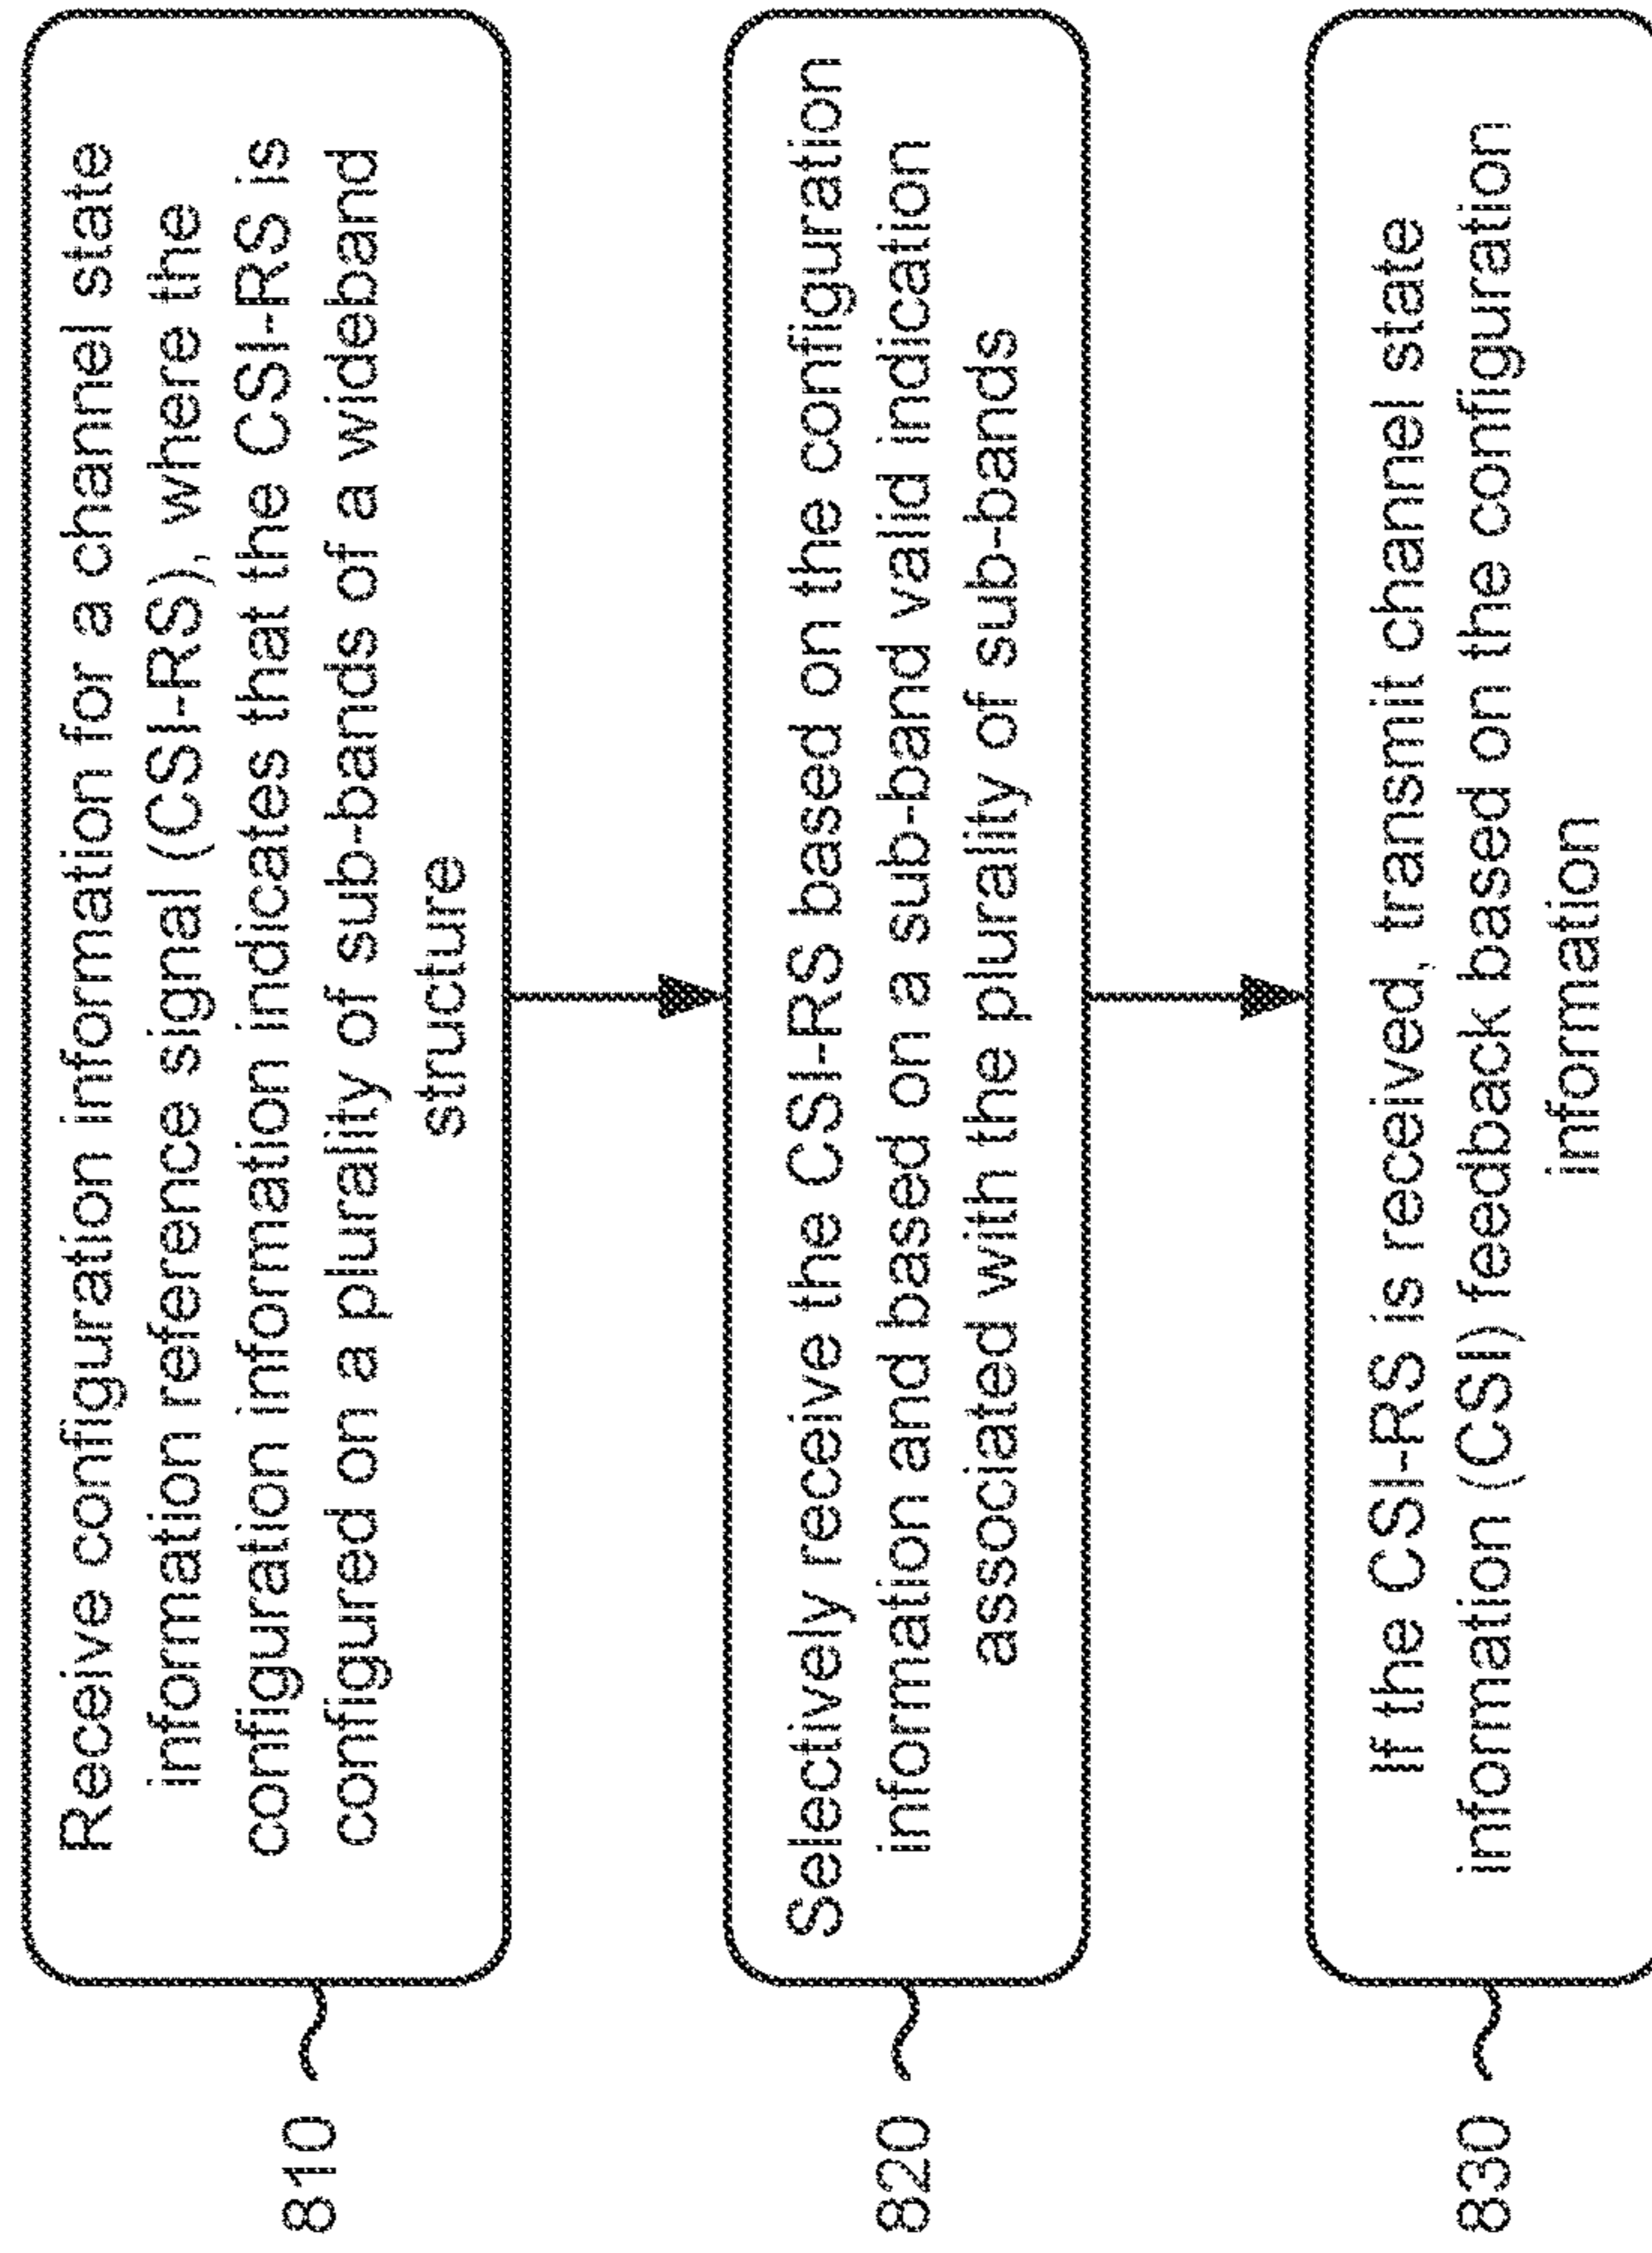 810
Receive configuration information for a channel state
information reference signal (CSI-RS), where the
configuration information indicates that the CSI-RS is
configured on a plurality of sub-bands of a wideband
structure
820
Selectively receive the CSI-RS based on the configuration
information and based on a sub-band valid indication
associated with the plurality of sub-bands
830
If the CSI-RS is received, transmit channel state
information (CSI) feedback based on the configuration
information